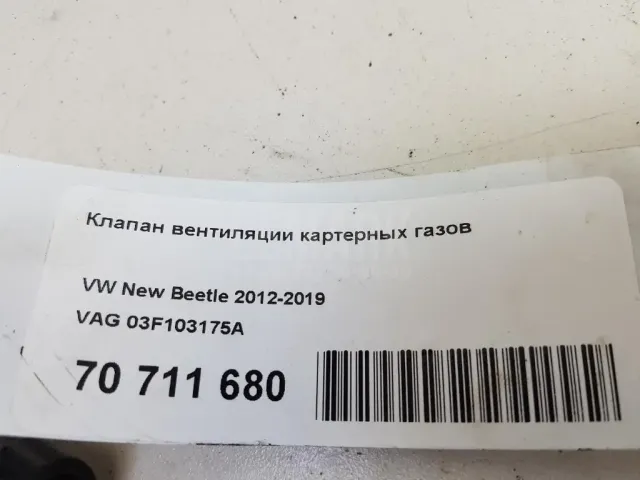 Клапан вентиляции картерных газов
VW New Beetle 2012-2019
VAG 03F103175A
70 711 680